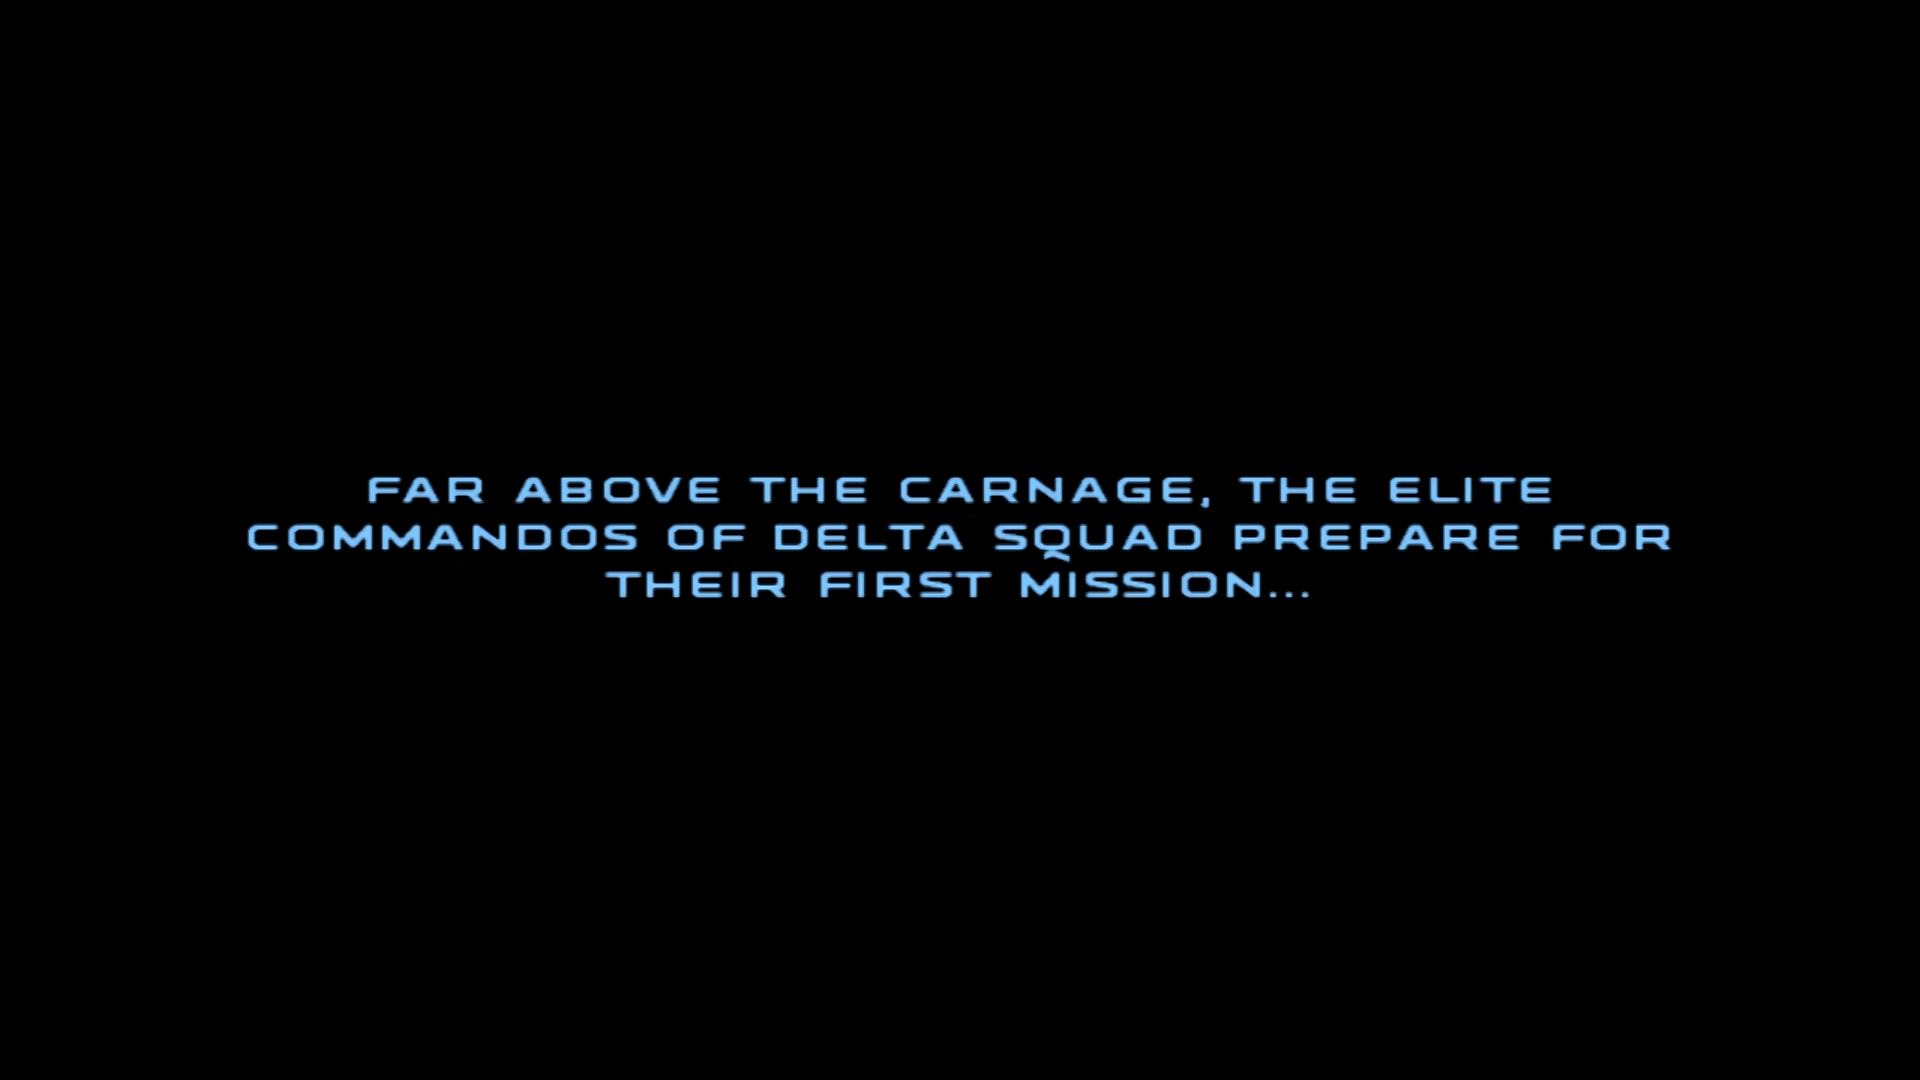 FAR ABOVE THE CARNAGE, THE ELITE
COMMANDOS OF DELTA SQUAD PREPARE FOR
THEIR FIRST MISSION...